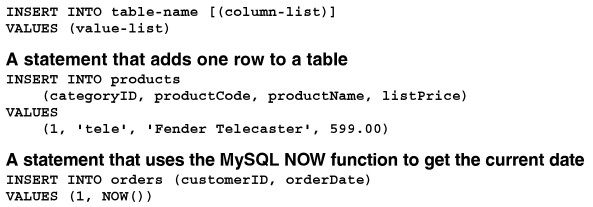 INSERT INTO table-name [(column-list)]
VALUES (value-list)
A statement that adds one row to a table
INSERT INTO products
(categoryID, productCode, productName, listPrice)
VALUES
(1, 'tele', 'Fender Telecaster', 599.00)
A statement that uses the MySQL NOW function to get the current date
INSERT INTO orders (customerID, orderDate)
VALUES (1, NOW())